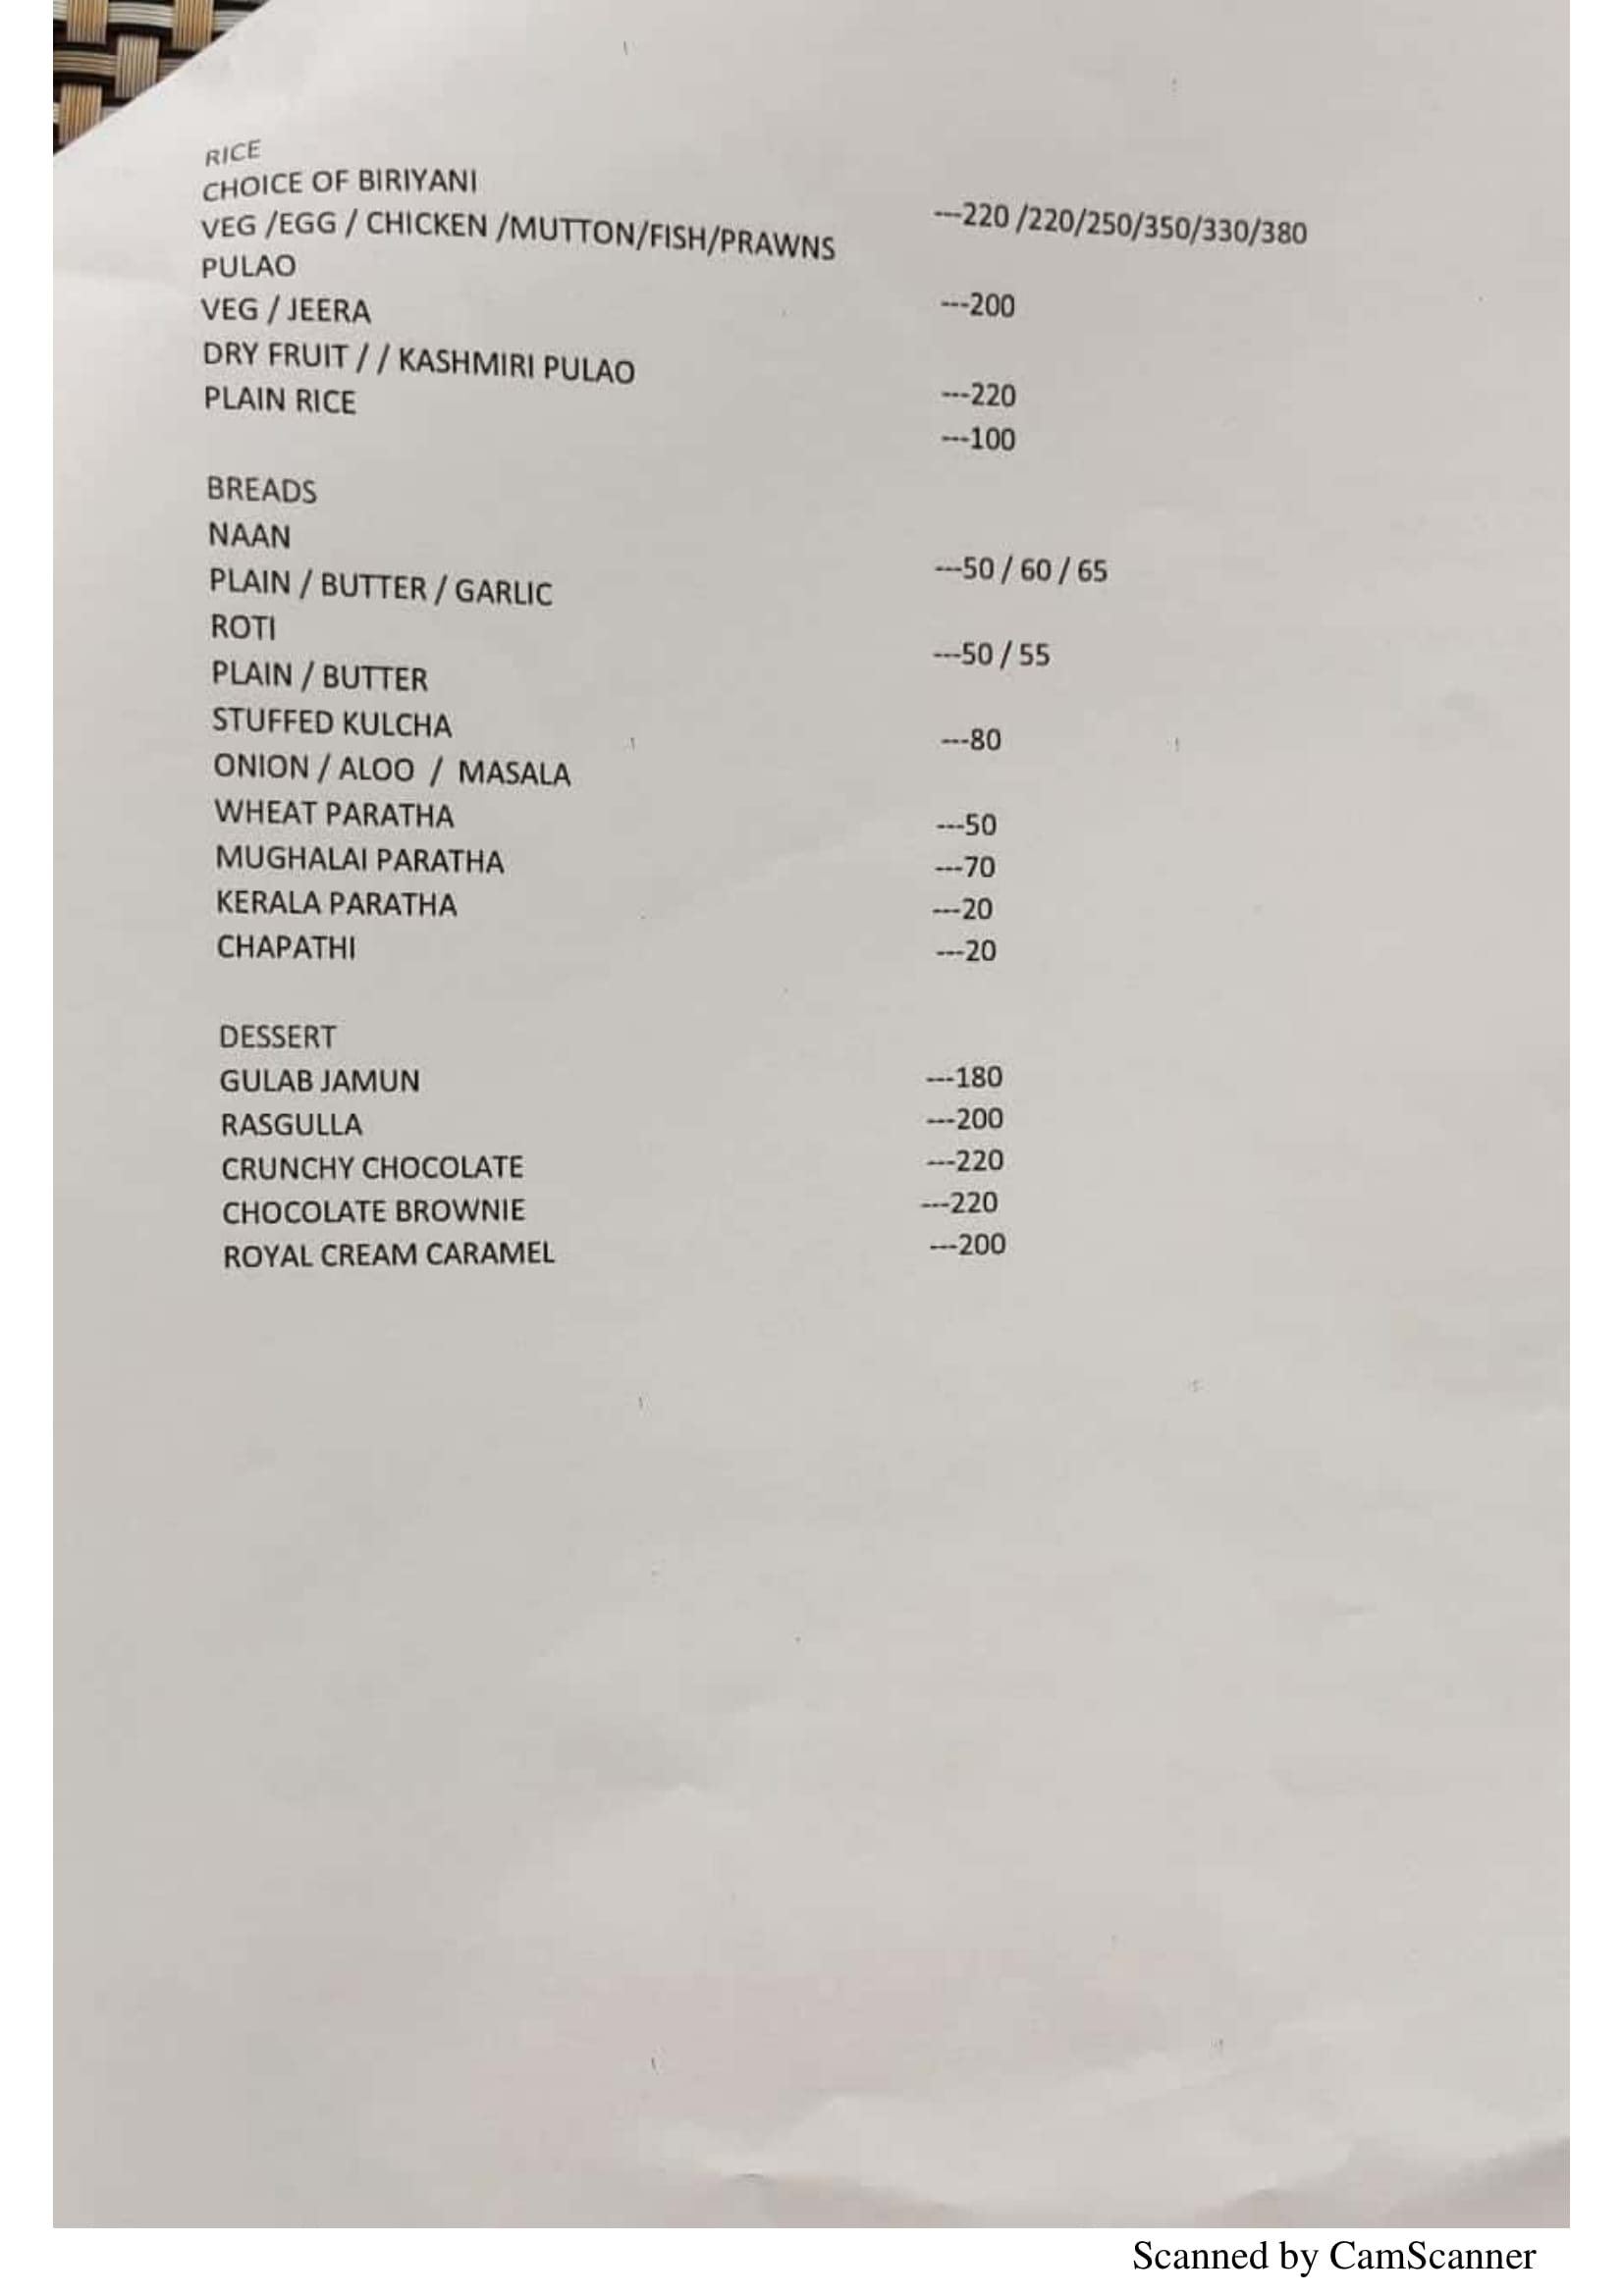 RICE
CHOICE OF BIRIYANI
VEG /EGG / CHICKEN /MUTTON/FISH/PRAWNS ---220 /220/250/350/330/380
PULAO
VEG / JEERA ---200
DRY FRUIT / / KASHMIRI PULAO ---220
PLAIN RICE ---100
BREADS
NAAN
PLAIN / BUTTER / GARLIC ---50 / 60 / 65
ROTI
PLAIN / BUTTER ---50 / 55
STUFFED KULCHA
ONION / ALOO / MASALA ---80
WHEAT PARATHA ---50
MUGHALAI PARATHA ---70
KERALA PARATHA ---20
CHAPATHI ---20
DESSERT
GULAB JAMUN ---180
RASGULLA ---200
CRUNCHY CHOCOLATE ---220
CHOCOLATE BROWNIE ---220
ROYAL CREAM CARAMEL ---200
Scanned by CamScanner